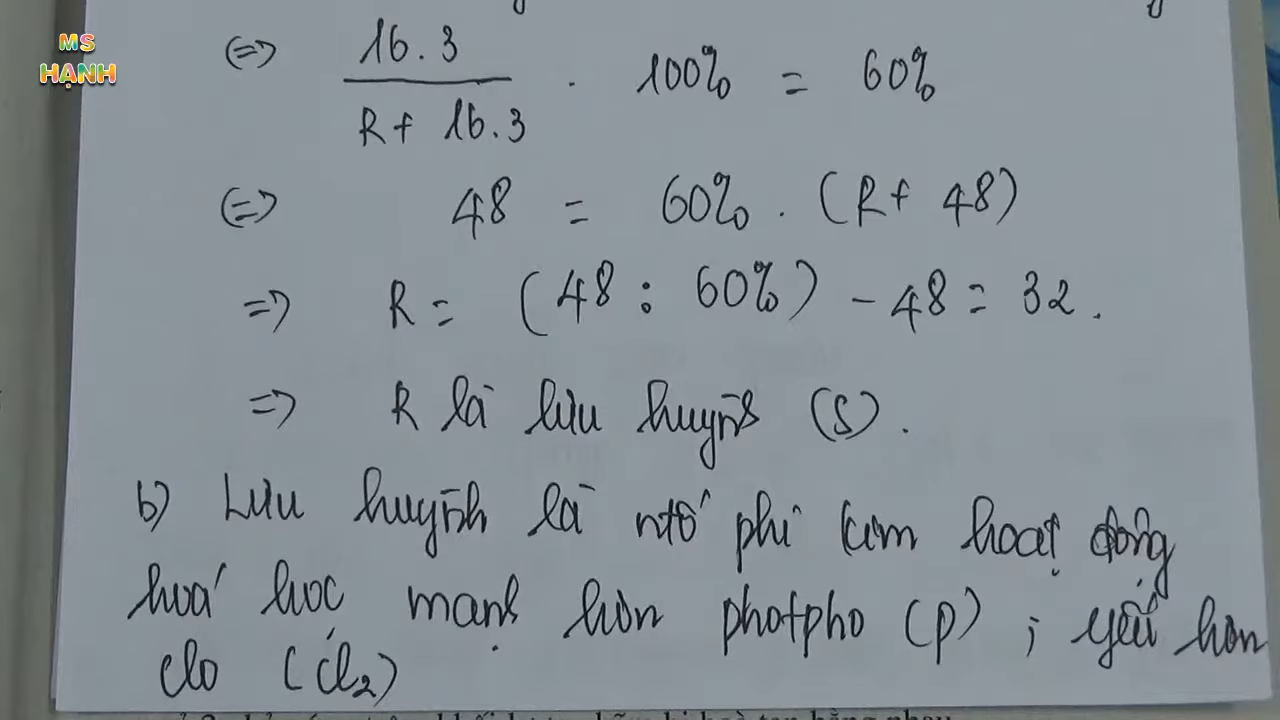 MS
HẠNH
(=) 16.3 / R + 16.3 . 100% = 60%
(=) 48 = 60% . (R + 48)
=) R = (48 : 60%) - 48 = 32.
=) R là lưu huỳnh (S).
b) Lưu huỳnh là ntố phi kim hoạt động
hoá học mạnh hơn photpho (P) ; yếu hơn
clo (Cl2)